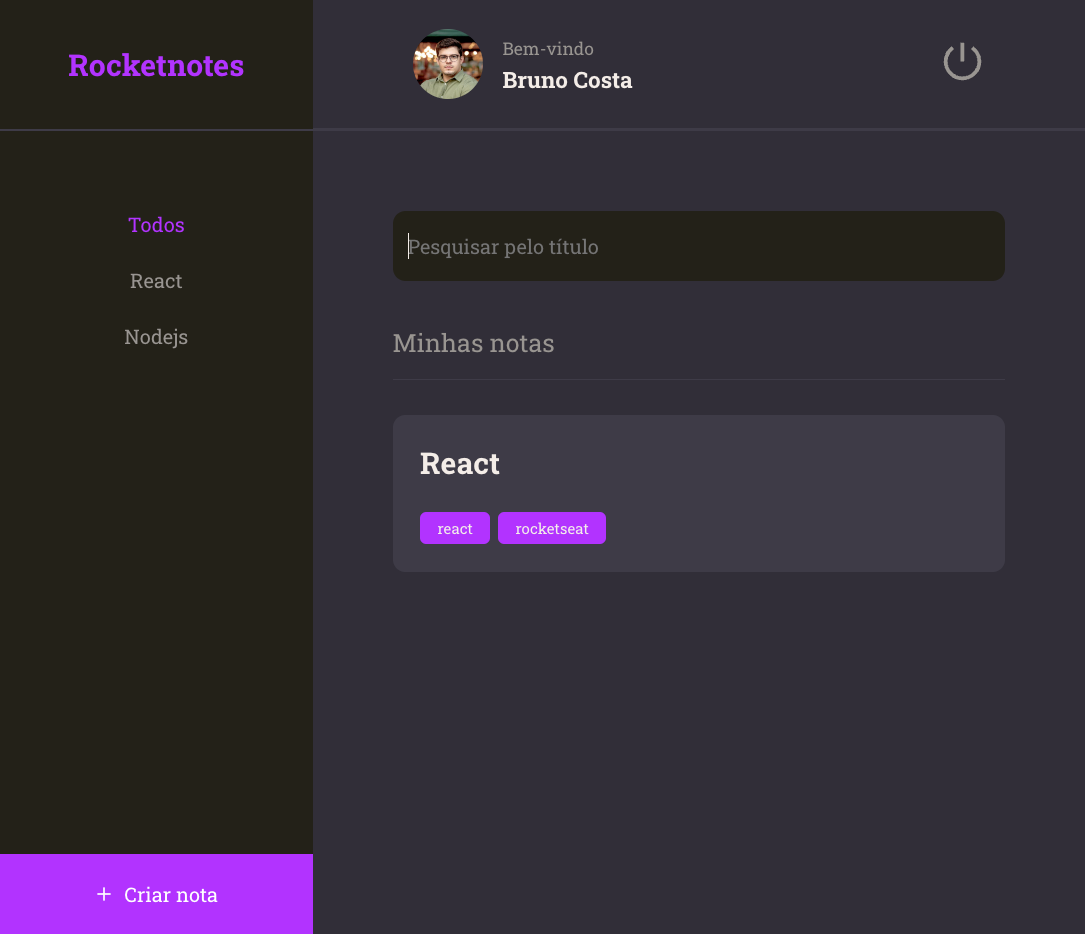 Rocketnotes
Bem-vindo
Bruno Costa
Todos
React
Nodejs
Pesquisar pelo título
Minhas notas
React
react rocketseat
+ Criar nota